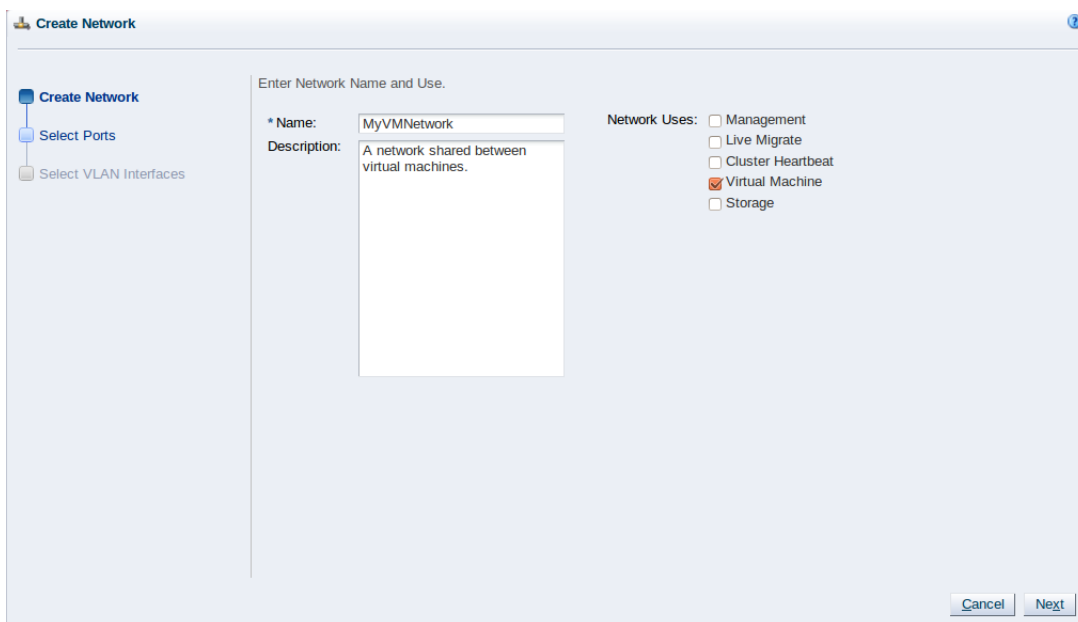 Create Network
?
Create Network
Select Ports
Select VLAN Interfaces
Enter Network Name and Use.
* Name:
MyVMNetwork
Description:
A network shared between
virtual machines.
Network Uses:
Management
Live Migrate
Cluster Heartbeat
Virtual Machine
Storage
Cancel
Next